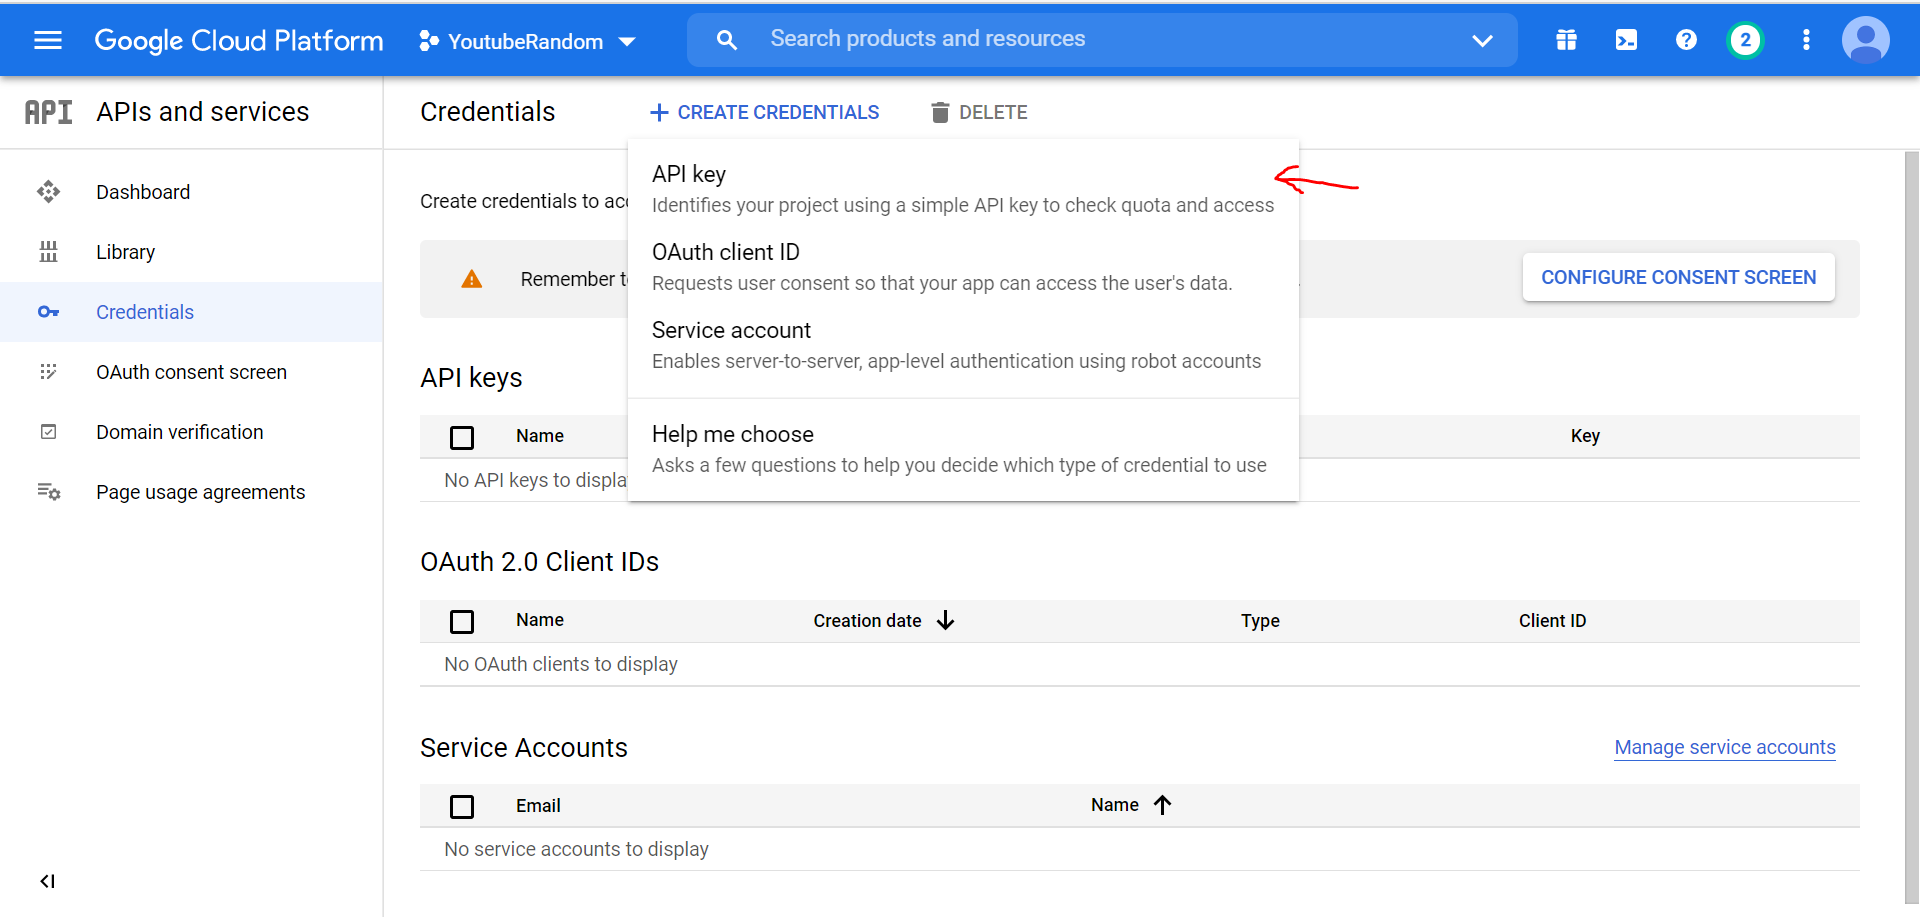 Google Cloud Platform
YoutubeRandom
Search products and resources
2
API
APIs and services
Credentials
CREATE CREDENTIALS
DELETE
Dashboard
Library
Credentials
OAuth consent screen
Domain verification
Page usage agreements
API key
Identifies your project using a simple API key to check quota and access
OAuth client ID
Requests user consent so that your app can access the user's data.
Service account
Enables server-to-server, app-level authentication using robot accounts
Help me choose
Asks a few questions to help you decide which type of credential to use
Create credentials to
Remember
CONFIGURE CONSENT SCREEN
API keys
Name
Key
No API keys to
OAuth 2.0 Client IDs
Name
Creation date
Type
Client ID
No OAuth clients to display
Service Accounts
Manage service accounts
Email
Name
No service accounts to display